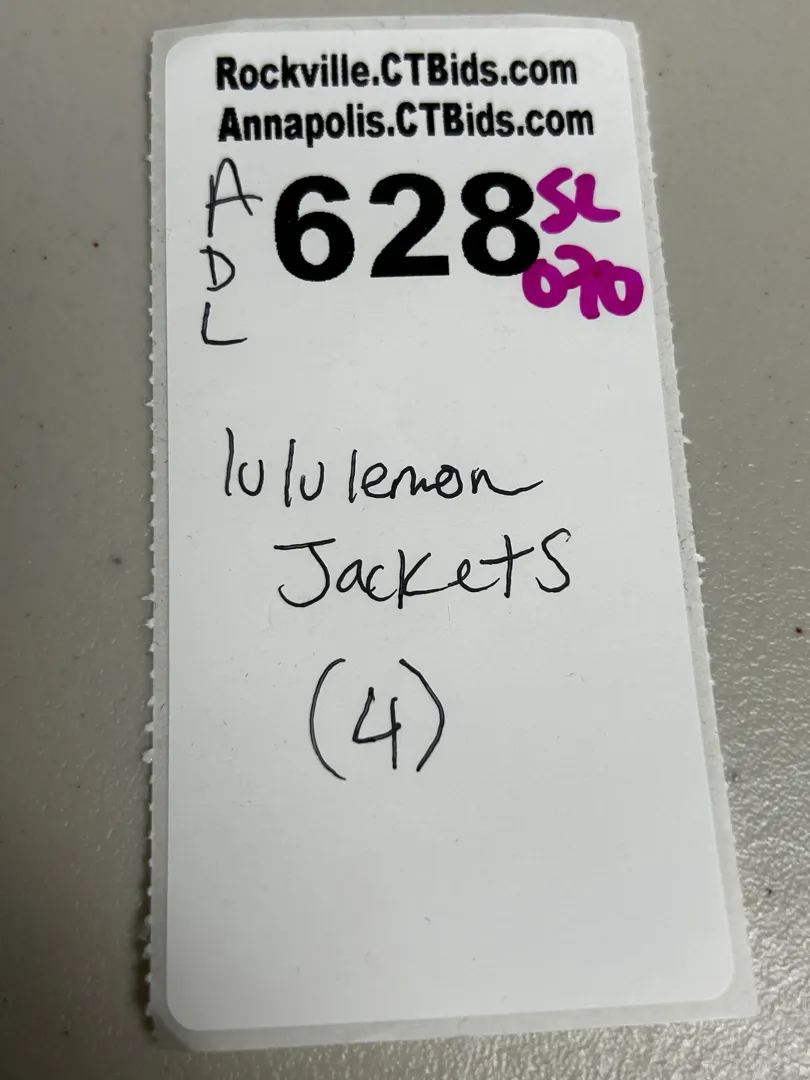 Rockville.CTBids.com
Annapolis.CTBids.com
A
D
L
628
SL
070
lululemon
Jackets
(4)